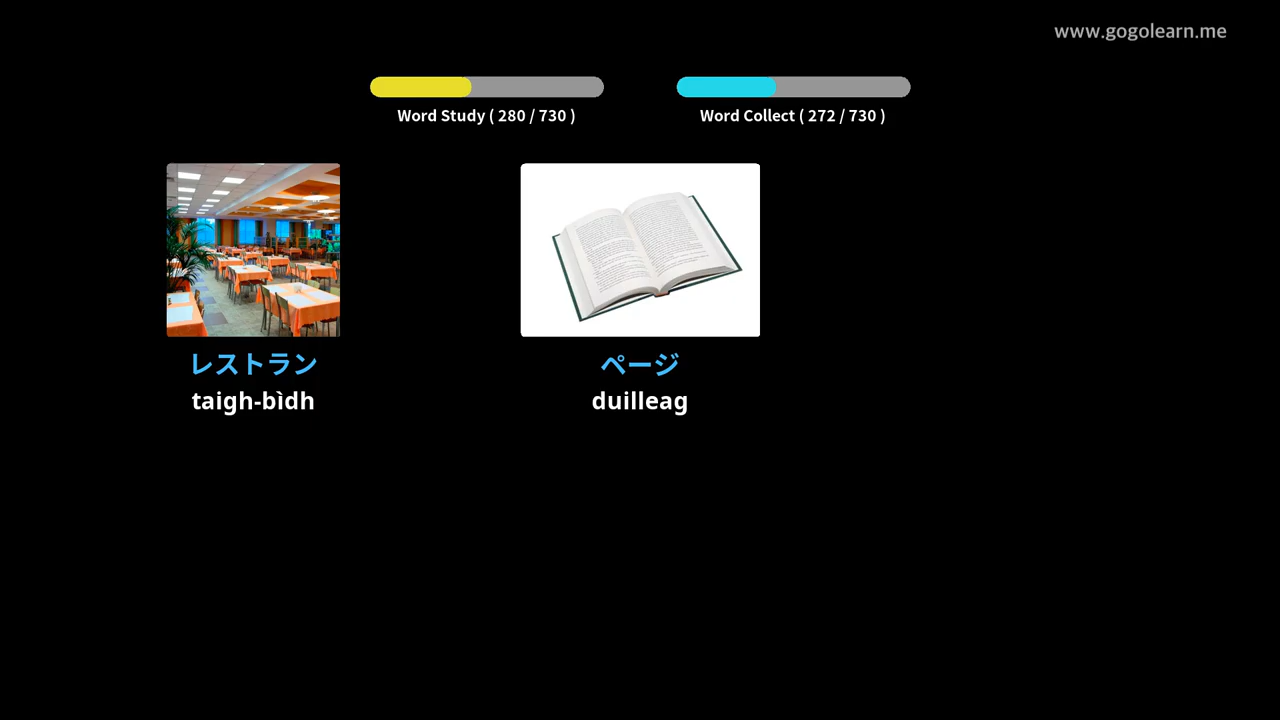 www.gogolearn.me
Word Study ( 280 / 730 )
Word Collect ( 272 / 730 )
レストラン
taigh-bìdh
ページ
duilleag